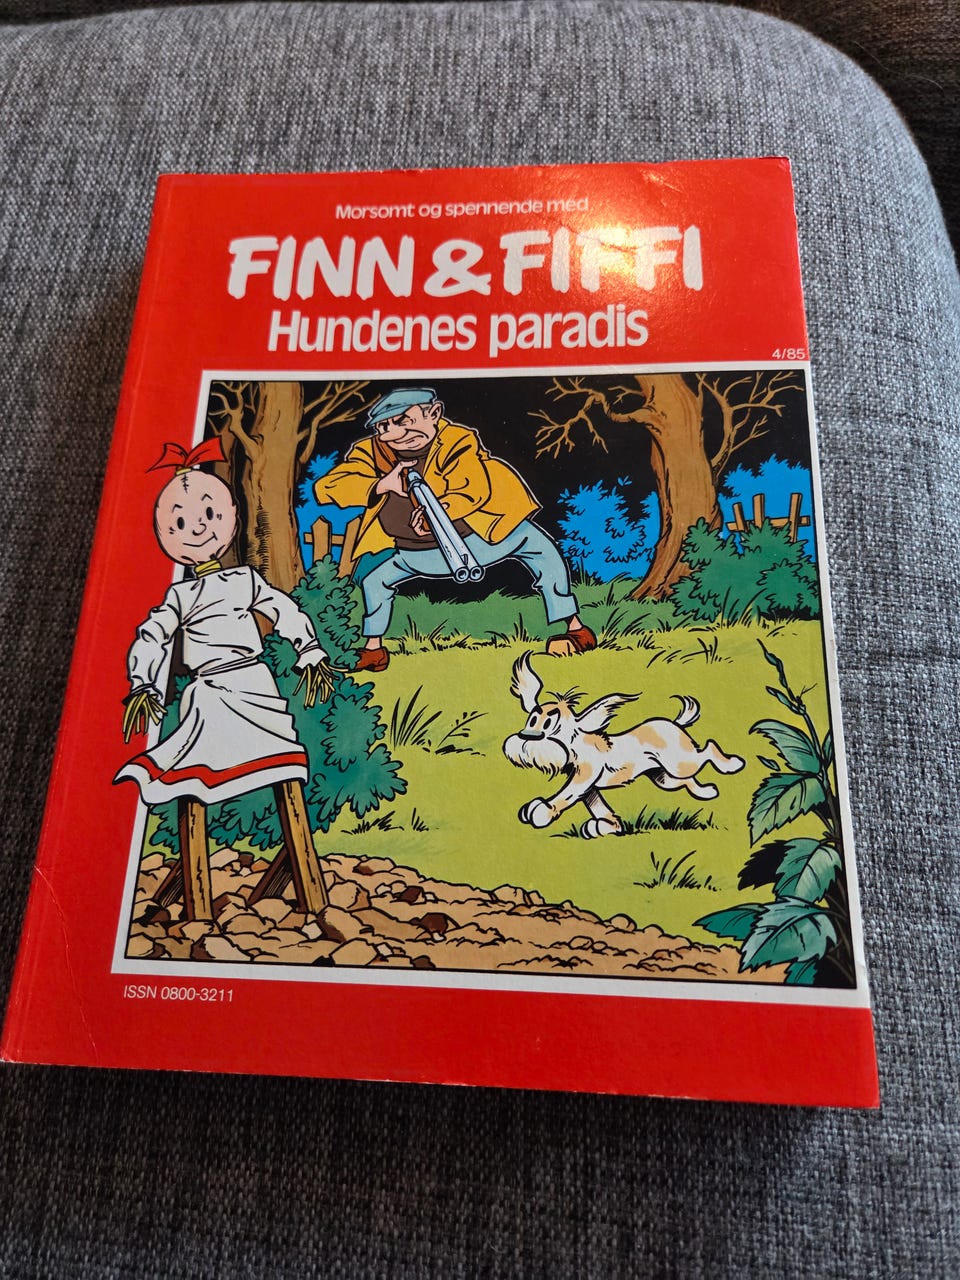 Morsomt og spennende med
FINN & FIFFI
Hundenes paradis
4/85
ISSN 0800-3211